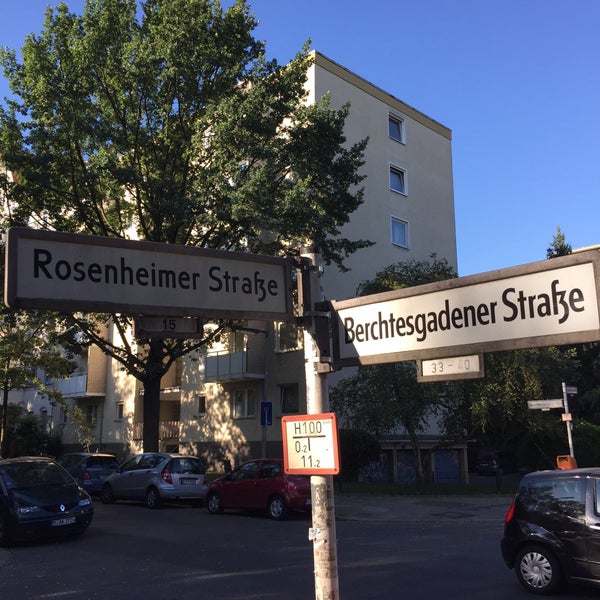 Rosenheimer Straße
15
Berchtesgadener Straße
33 - 40
H100
0.2
11.2